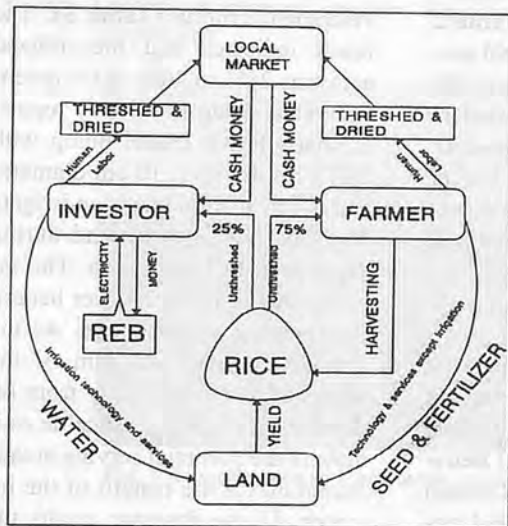 LOCAL
MARKET
THRESHED &
DRIED
THRESHED
& DRIED
Human
Labor
CASH MONEY
CASH MONEY
Human
Labor
INVESTOR
25%
75%
FARMER
Unthreshed
Unthreshed
ELECTRICITY
MONEY
HARVESTING
REB
RICE
Irrigation technology and services
WATER
YIELD
Technology & services except irrigation
SEED & FERTILIZER
LAND